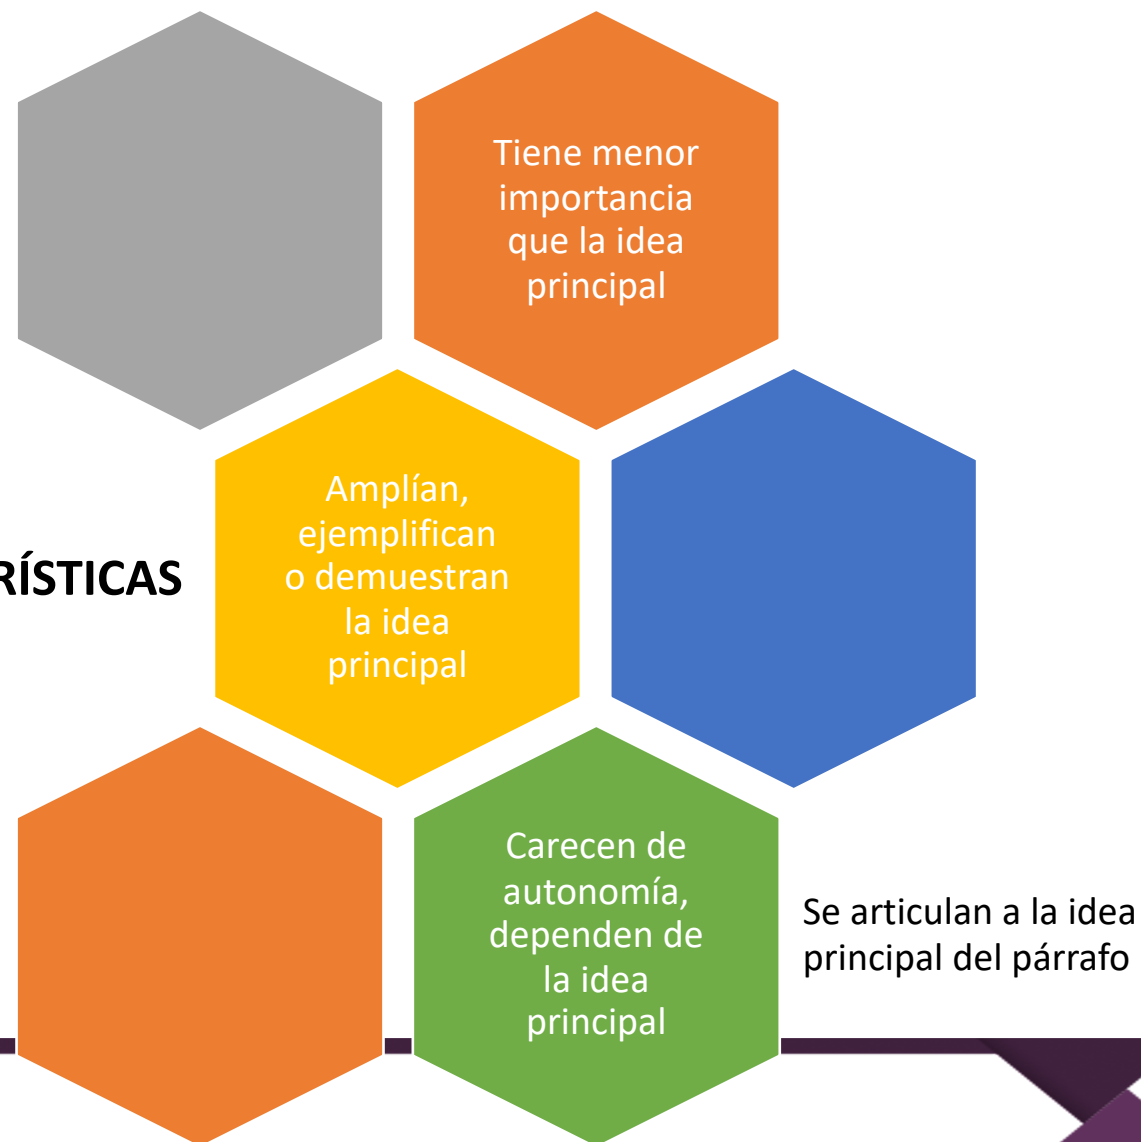 Tiene menor
importancia
que la idea
principal
Amplían,
ejemplifican
o demuestran
la idea
principal
RÍSTICAS
Carecen de
autonomía,
dependen de
la idea
principal
Se articulan a la idea
principal del párrafo